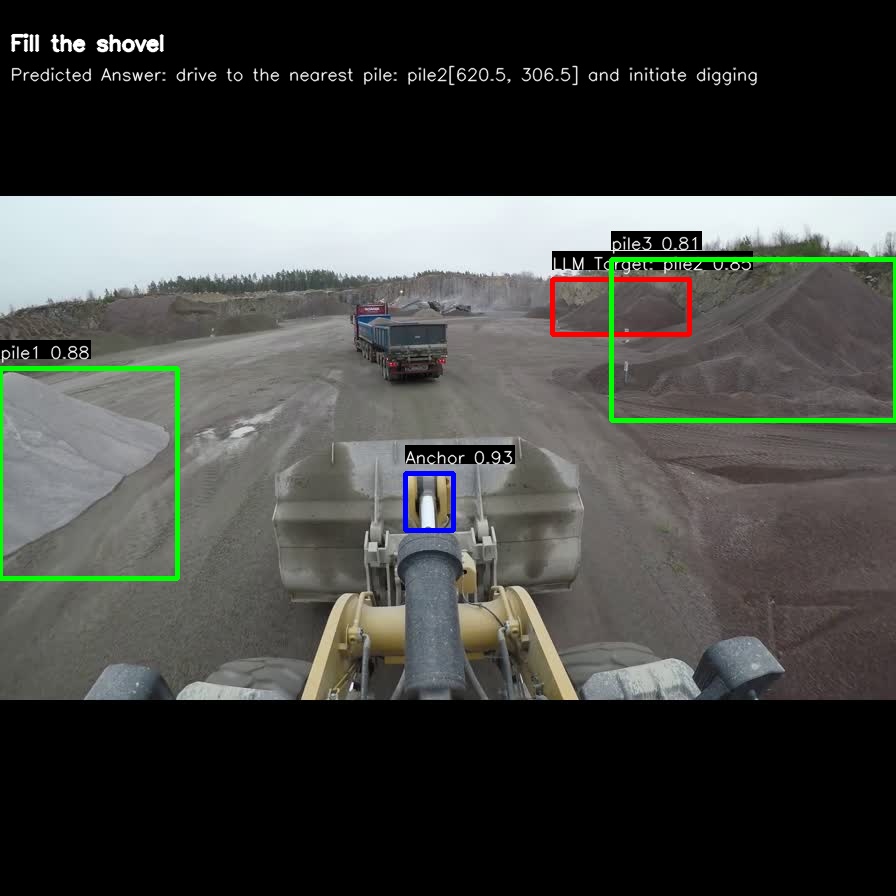 Fill the shovel
Predicted Answer: drive to the nearest pile: pile2[620.5, 306.5] and initiate digging
pile3 0.81
LLM Target: pile2 0.85
pile1 0.88
Anchor 0.93